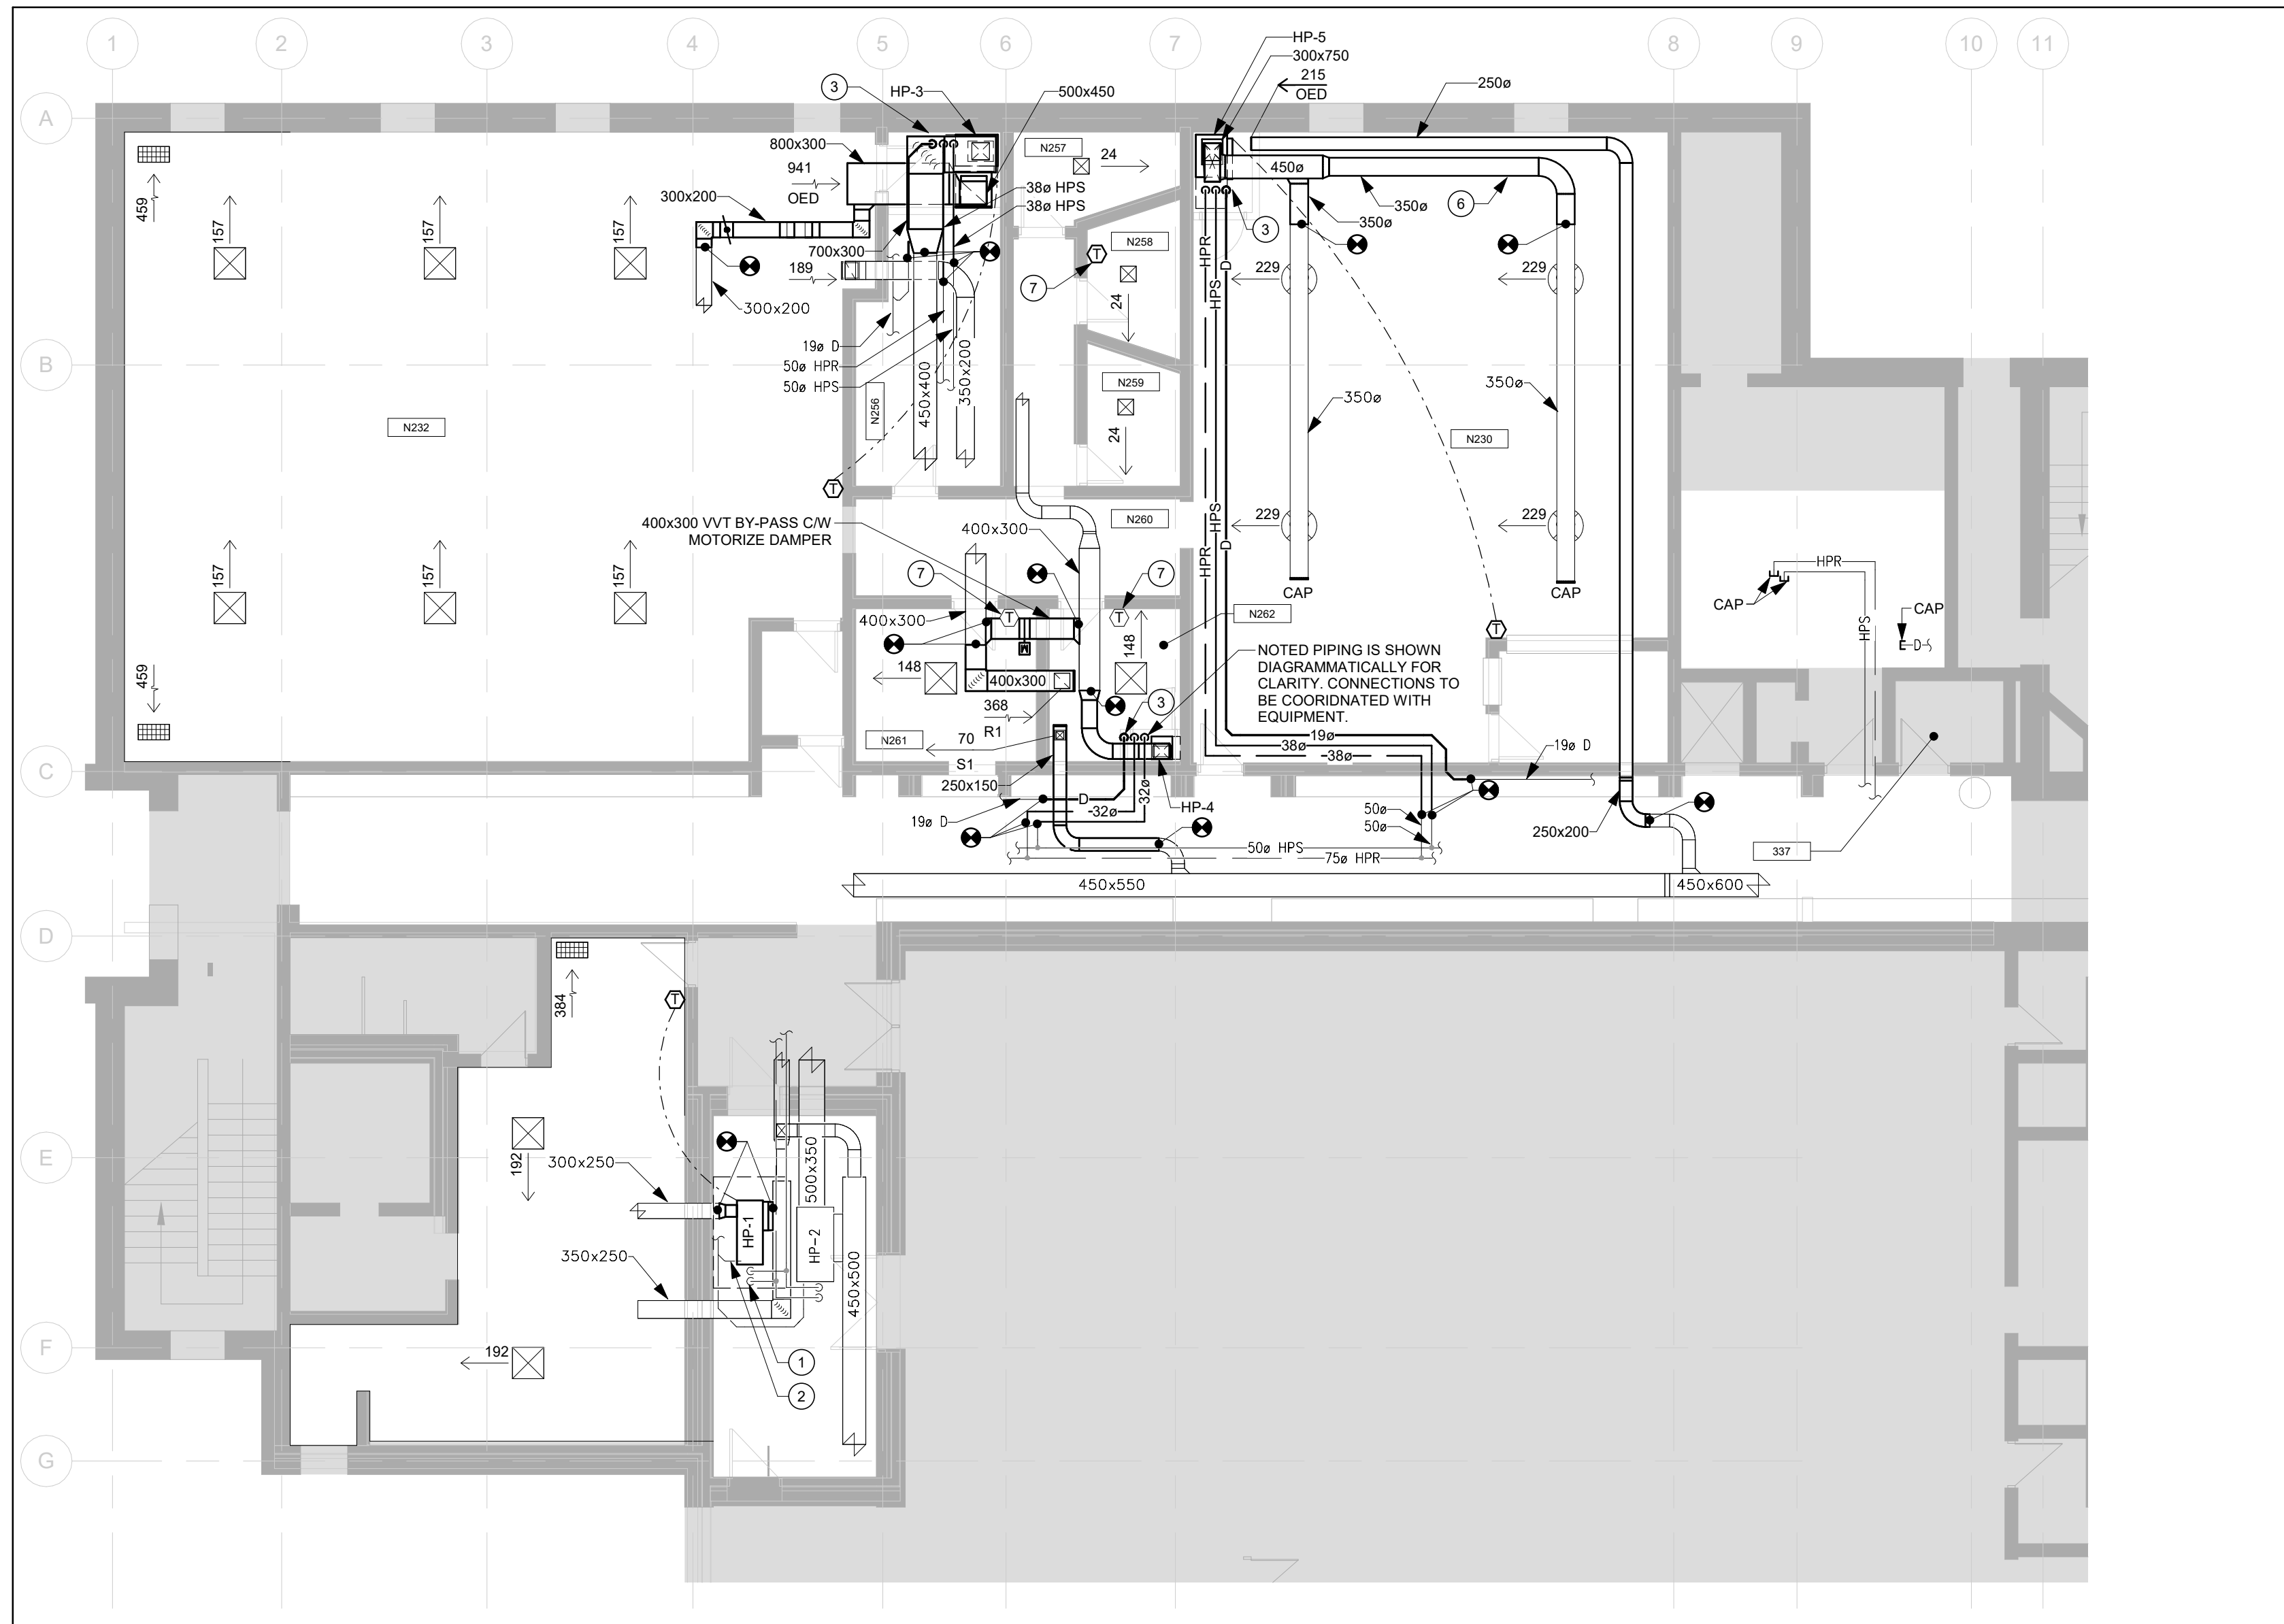 1 2 3 4 5 6 7 8 9 10 11
A
B
C
D
E
F
G
HP-5
300x750
215
OED
250ø
3
HP-3
500x450
800x300
941
OED
300x200
38ø HPS
38ø HPS
700x300
189
300x200
19ø D
50ø HPR
50ø HPS
450x400
350x200
N256
N257
24
N258
7
24
N259
24
450ø
350ø
350ø
6
3
HPR
HPS
D
229
229
350ø
350ø
N230
229
229
HPR
HPS
D
CAP
CAP
459
157
157
157
N232
157
157
157
459
400x300 VVT BY-PASS C/W
MOTORIZE DAMPER
400x300
N260
7
7
T
T
T
T
T
T
400x300
M
148
148
N262
400x300
368
R1
3
N261
70
S1
250x150
NOTED PIPING IS SHOWN
DIAGRAMMATICALLY FOR
CLARITY. CONNECTIONS TO
BE COORIDNATED WITH
EQUIPMENT.
19ø
38ø
38ø
19ø D
HP-4
D
32ø
32ø
19ø D
50ø
50ø
50ø HPS
75ø HPR
250x200
450x550
450x600
HPR
CAP
HPS
CAP
D
337
384
192
300x250
350x250
192
HP-1
HP-2
500x350
450x500
1
2